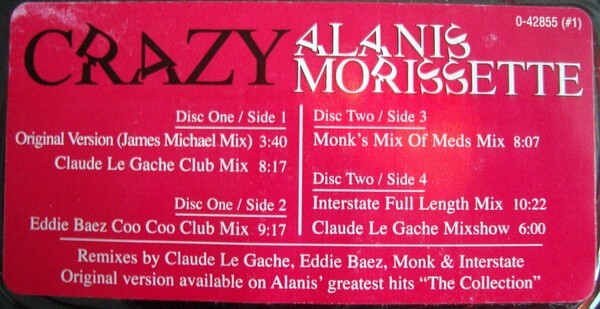 0-42855 (#1)
CRAZY
ALANIS
MORISSETTE
Disc One / Side 1
Original Version (James Michael Mix) 3:40
Claude Le Gache Club Mix 8:17
Disc One / Side 2
Eddie Baez Coo Coo Club Mix 9:17
Disc Two / Side 3
Monk's Mix Of Meds Mix 8:07
Disc Two / Side 4
Interstate Full Length Mix 10:22
Claude Le Gache Mixshow 6:00
Remixes by Claude Le Gache, Eddie Baez, Monk & Interstate
Original version available on Alanis' greatest hits "The Collection"